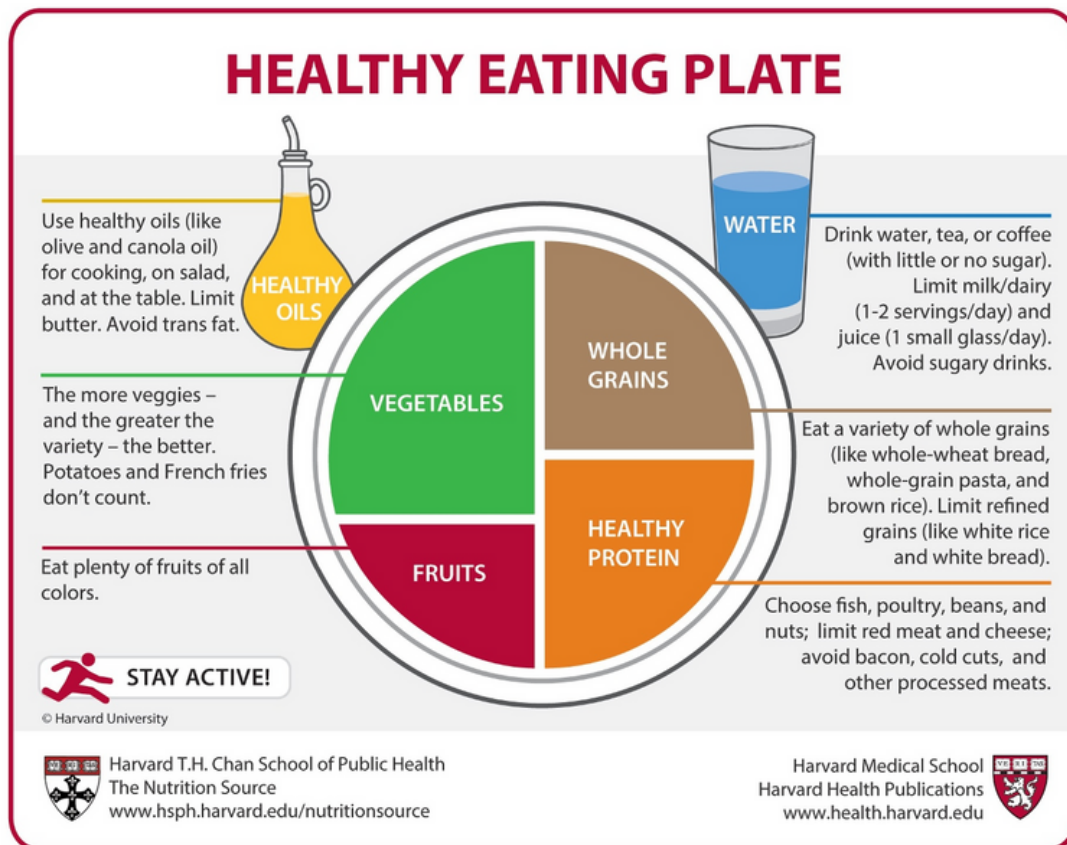 HEALTHY EATING PLATE
Use healthy oils (like
olive and canola oil)
for cooking, on salad,
and at the table. Limit
butter. Avoid trans fat.
HEALTHY
OILS
The more veggies –
and the greater the
variety – the better.
Potatoes and French fries
don't count.
Eat plenty of fruits of all
colors.
VEGETABLES
FRUITS
WHOLE
GRAINS
HEALTHY
PROTEIN
WATER
Drink water, tea, or coffee
(with little or no sugar).
Limit milk/dairy
(1-2 servings/day) and
juice (1 small glass/day).
Avoid sugary drinks.
Eat a variety of whole grains
(like whole-wheat bread,
whole-grain pasta, and
brown rice). Limit refined
grains (like white rice
and white bread).
Choose fish, poultry, beans, and
nuts; limit red meat and cheese;
avoid bacon, cold cuts, and
other processed meats.
STAY ACTIVE!
© Harvard University
Harvard T.H. Chan School of Public Health
The Nutrition Source
www.hsph.harvard.edu/nutritionsource
Harvard Medical School
Harvard Health Publications
www.health.harvard.edu